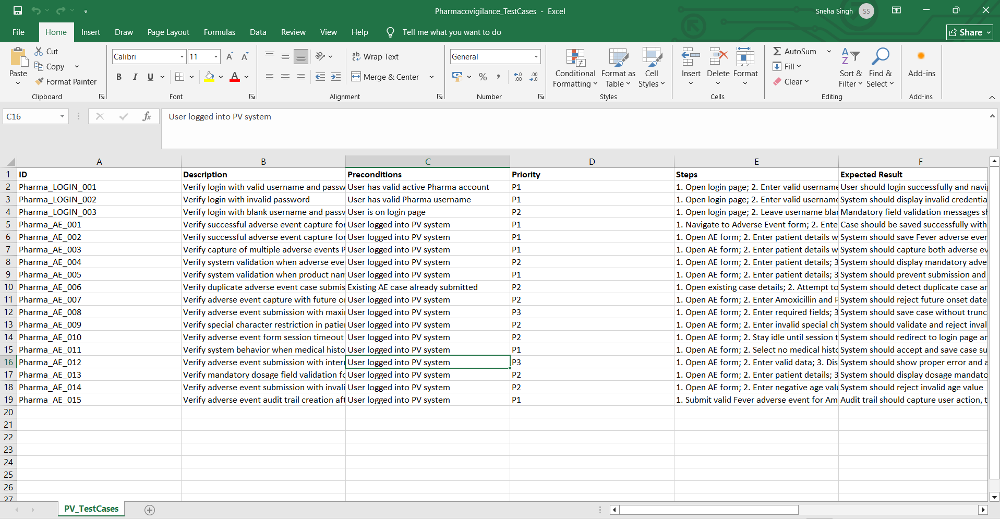 Pharmacovigilance_TestCases - Excel
Sneha Singh SS
File Home Insert Draw Page Layout Formulas Data Review View Help Tell me what you want to do Share
Cut
Copy
Format Painter
Paste
Clipboard
Calibri 11
B I U A
Font
Wrap Text
Merge & Center
Alignment
General
% ,
Number
Conditional Formatting
Format as Table
Cell Styles
Styles
Insert Delete Format
Cells
AutoSum
Fill
Clear
Sort & Filter
Find & Select
Editing
Add-ins
Add-ins
C16 fx User logged into PV system
A B C D E F
1 ID Description Preconditions Priority Steps Expected Result
2 Pharma_LOGIN_001 Verify login with valid username and passw User has valid active Pharma account P1 1. Open login page; 2. Enter valid username User should login successfully and navi
3 Pharma_LOGIN_002 Verify login with invalid password User has valid Pharma username P1 1. Open login page; 2. Enter valid username System should display invalid credentia
4 Pharma_LOGIN_003 Verify login with blank username and passw User is on login page P2 1. Open login page; 2. Leave username blar Mandatory field validation messages sh
5 Pharma_AE_001 Verify successful adverse event capture for User logged into PV system P1 1. Navigate to Adverse Event form; 2. Ente Case should be saved successfully with
6 Pharma_AE_002 Verify successful adverse event capture for User logged into PV system P1 1. Open AE form; 2. Enter patient details w System should save Fever adverse ever
7 Pharma_AE_003 Verify capture of multiple adverse events P User logged into PV system P1 1. Open AE form; 2. Enter patient details w System should capture both adverse ev
8 Pharma_AE_004 Verify system validation when adverse eve User logged into PV system P2 1. Open AE form; 2. Enter patient details; 3 System should display mandatory adve
9 Pharma_AE_005 Verify system validation when product nam User logged into PV system P1 1. Open AE form; 2. Enter patient details; 3 System should prevent submission and
10 Pharma_AE_006 Verify duplicate adverse event case submis Existing AE case already submitted P2 1. Open existing case details; 2. Attempt to System should detect duplicate case ar
11 Pharma_AE_007 Verify adverse event capture with future or User logged into PV system P2 1. Open AE form; 2. Enter Amoxicillin and P System should reject future onset date
12 Pharma_AE_008 Verify adverse event submission with maxi User logged into PV system P3 1. Open AE form; 2. Enter required fields; 3 System should save case without trunc
13 Pharma_AE_009 Verify special character restriction in patie User logged into PV system P2 1. Open AE form; 2. Enter invalid special ch System should validate and reject inval
14 Pharma_AE_010 Verify adverse event form session timeout User logged into PV system P2 1. Open AE form; 2. Stay idle until session t System should redirect to login page ar
15 Pharma_AE_011 Verify system behavior when medical histo User logged into PV system P1 1. Open AE form; 2. Select no medical histo System should accept and save case su
16 Pharma_AE_012 Verify adverse event submission with inter User logged into PV system P3 1. Open AE form; 2. Enter valid data; 3. Dis System should show proper error and a
17 Pharma_AE_013 Verify mandatory dosage field validation fo User logged into PV system P2 1. Open AE form; 2. Enter patient details; 3 System should display dosage mandato
18 Pharma_AE_014 Verify adverse event submission with invali User logged into PV system P2 1. Open AE form; 2. Enter negative age valu System should reject invalid age value
19 Pharma_AE_015 Verify adverse event audit trail creation aft User logged into PV system P1 1. Submit valid Fever adverse event for Am Audit trail should capture user action, t
20
21
22
23
24
25
26
27
PV_TestCases